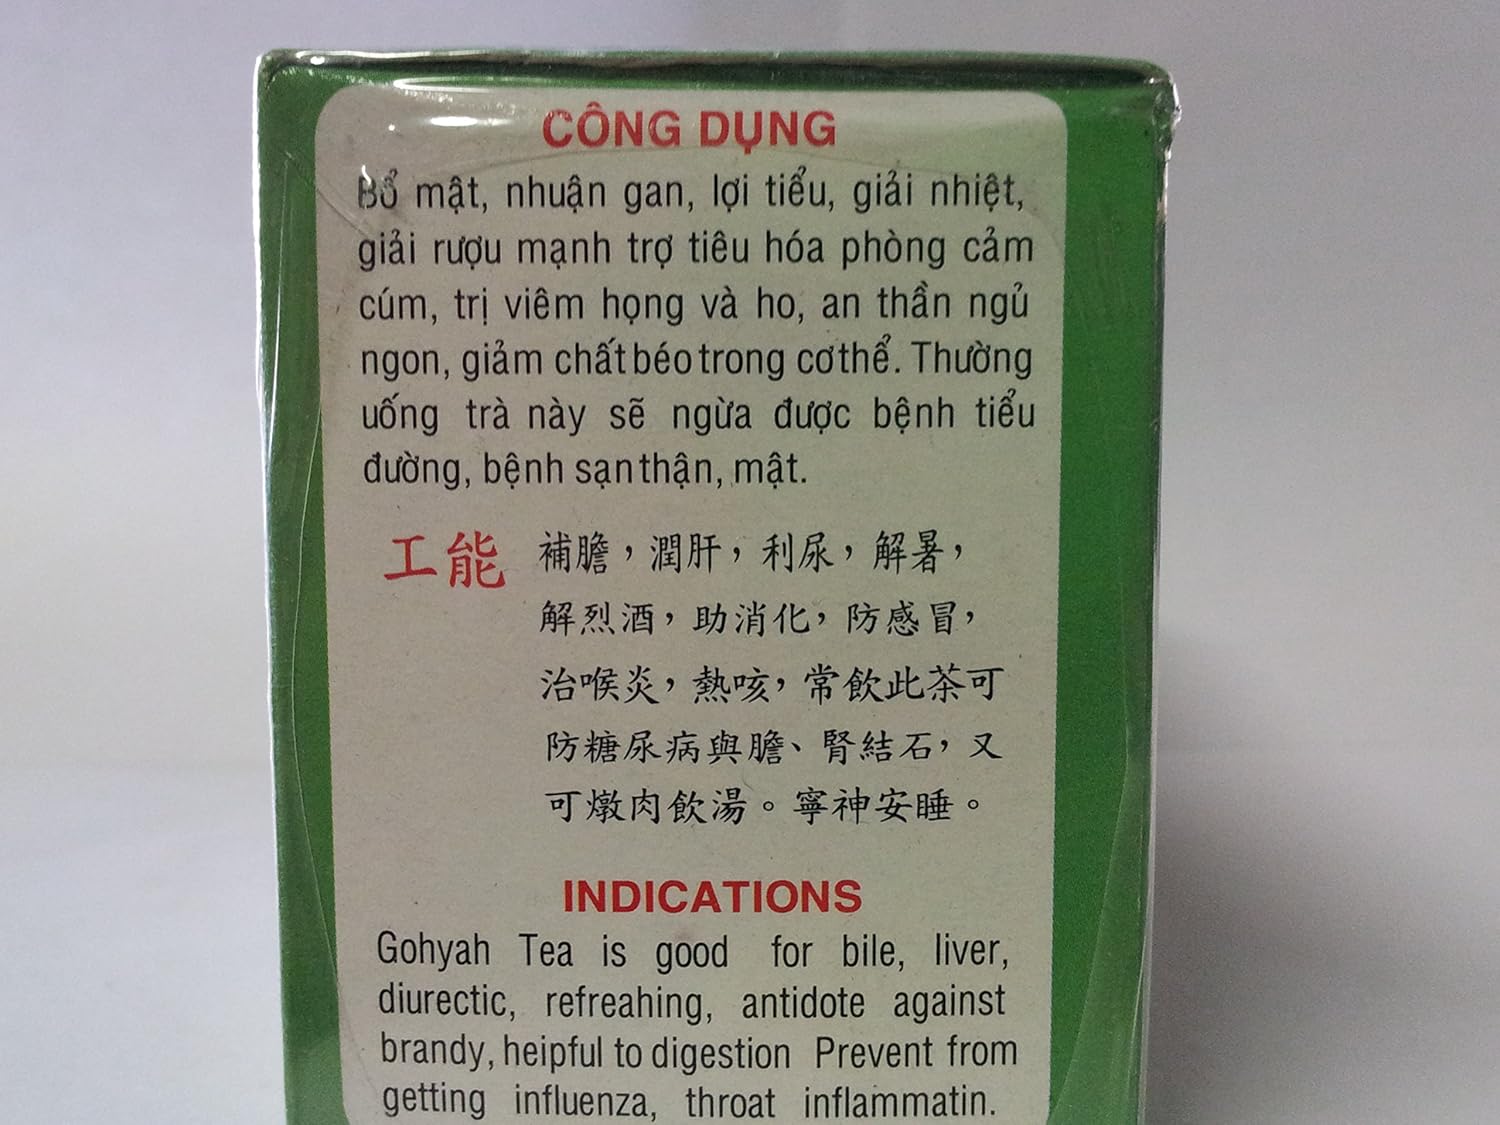 CÔNG DỤNG
Bổ mật, nhuận gan, lợi tiểu, giải nhiệt,
giải rượu mạnh trợ tiêu hóa phòng cảm
cúm, trị viêm họng và ho, an thần ngủ
ngon, giảm chất béo trong cơ thể. Thường
uống trà này sẽ ngừa được bệnh tiểu
đường, bệnh sạn thận, mật.
工能 補膽，潤肝，利尿，解暑，
解烈酒，助消化，防感冒，
治喉炎，熱咳，常飲此茶可
防糖尿病與膽、腎結石，又
可燉肉飲湯。寧神安睡。
INDICATIONS
Gohyah Tea is good for bile, liver,
diurectic, refreahing, antidote against
brandy, heipful to digestion Prevent from
getting influenza, throat inflammatin.